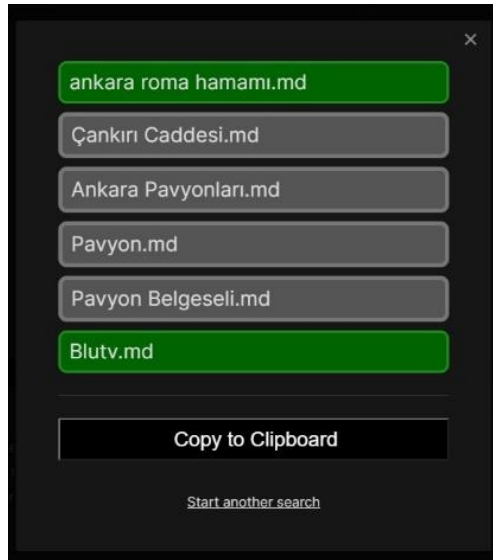 ankara roma hamamı.md
Çankırı Caddesi.md
Ankara Pavyonları.md
Pavyon.md
Pavyon Belgeseli.md
Blutv.md
Copy to Clipboard
Start another search